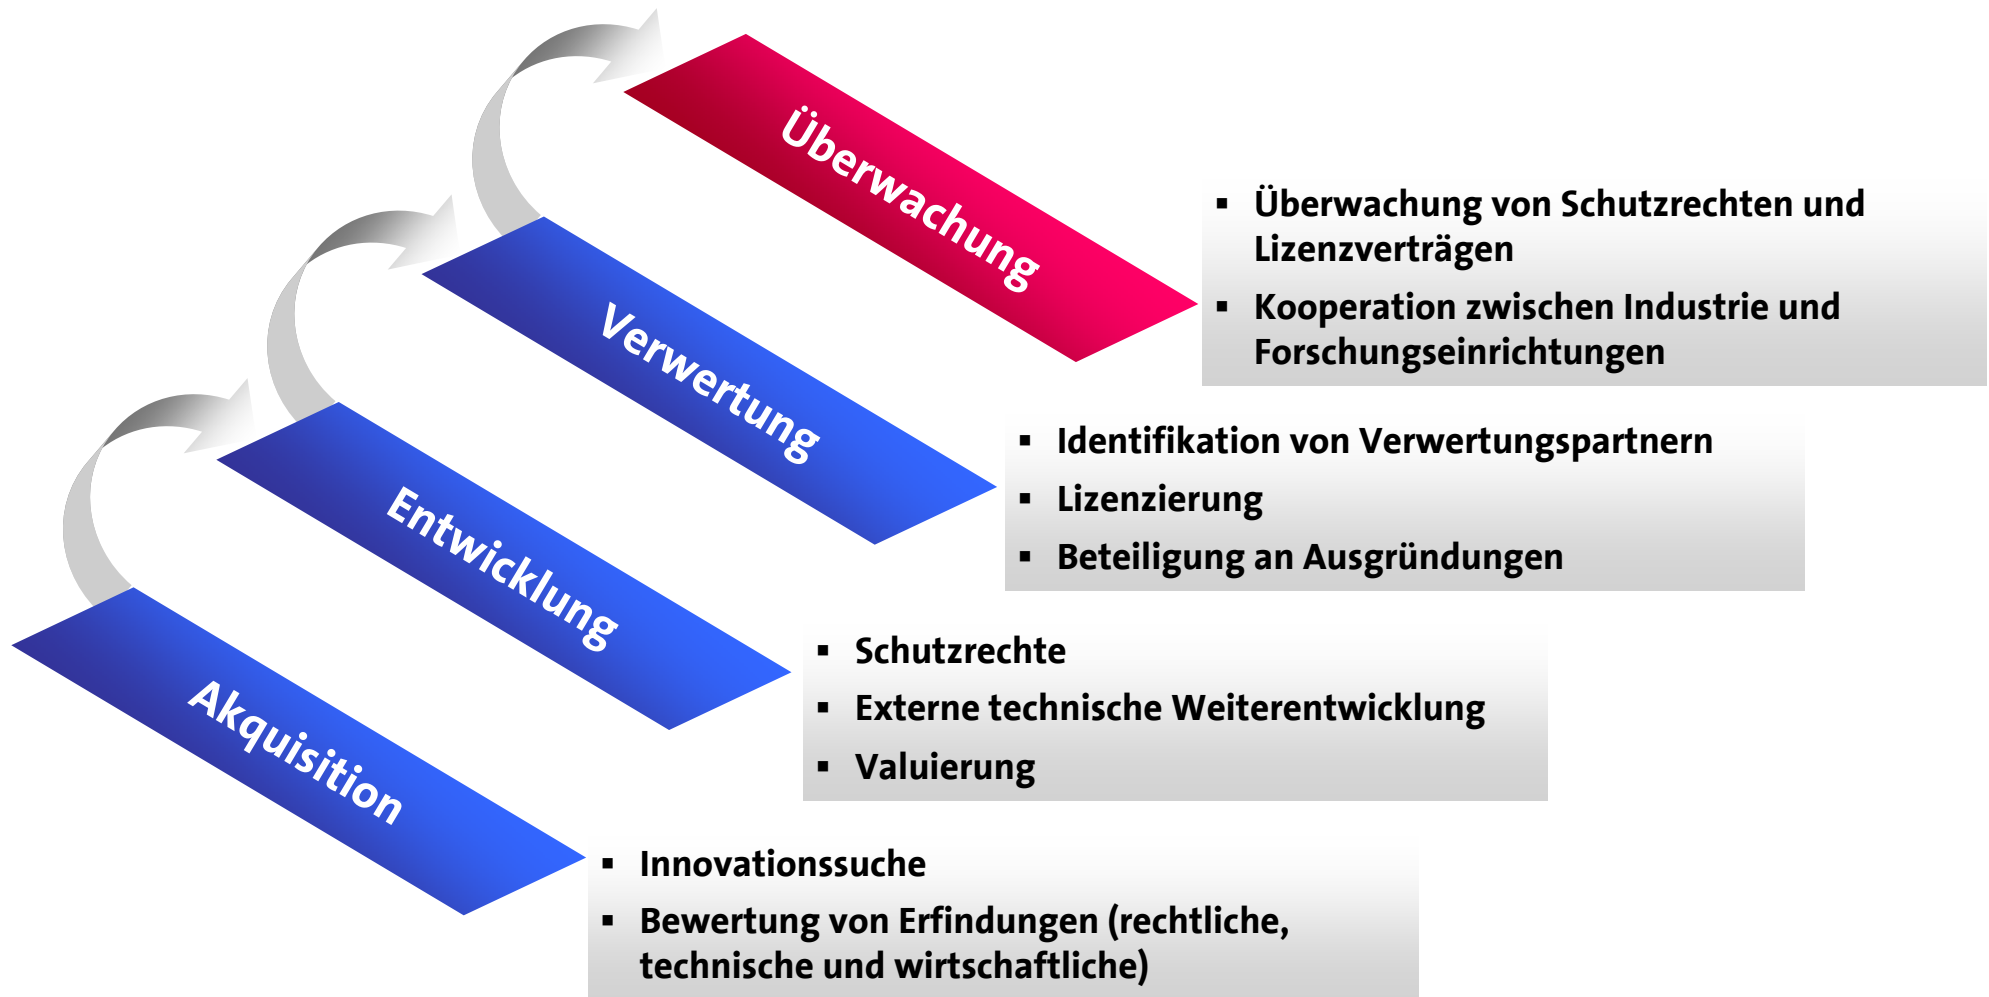 Überwachung
▪ Überwachung von Schutzrechten und
Lizenzverträgen
▪ Kooperation zwischen Industrie und
Forschungseinrichtungen
Verwertung
▪ Identifikation von Verwertungspartnern
▪ Lizenzierung
▪ Beteiligung an Ausgründungen
Entwicklung
▪ Schutzrechte
▪ Externe technische Weiterentwicklung
▪ Valuierung
Akquisition
▪ Innovationssuche
▪ Bewertung von Erfindungen (rechtliche,
technische und wirtschaftliche)